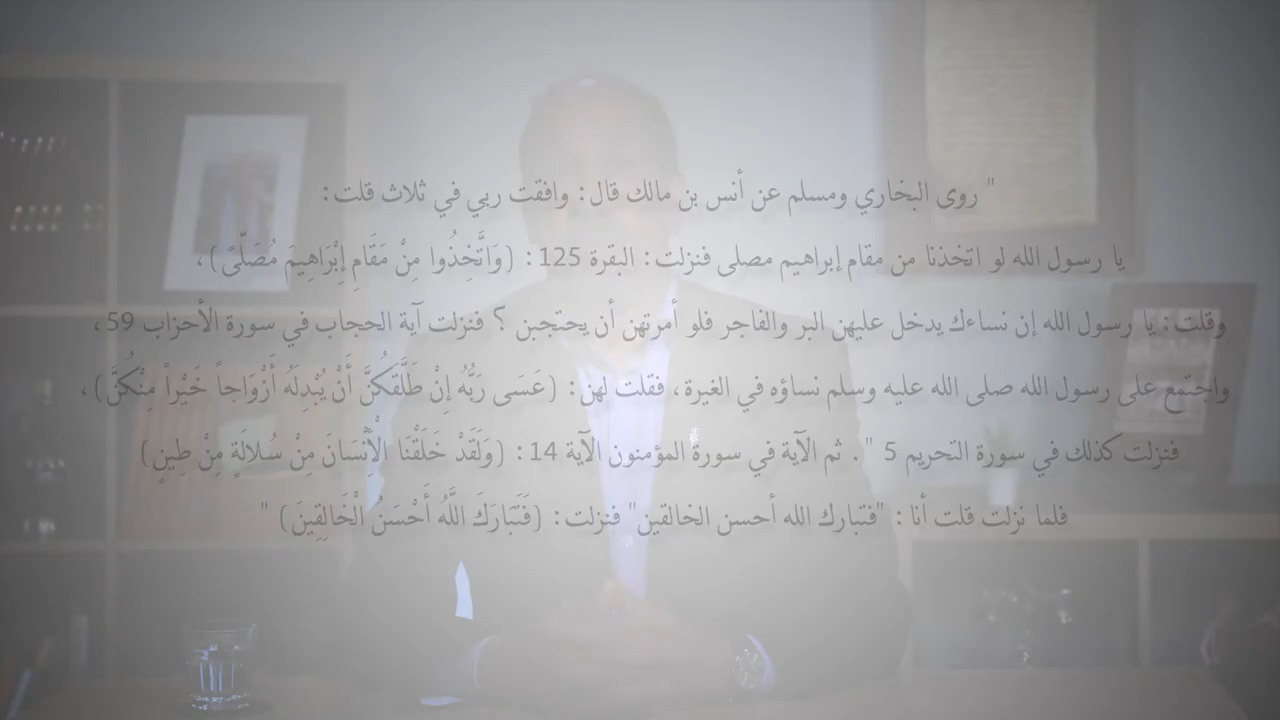 " روى البخاري ومسلم عن أنس بن مالك قال: وافقت ربي في ثلاث قلت:
يا رسول الله لو اتخذنا من مقام إبراهيم مصلى فنزلت: البقرة 125 : (وَاتَّخِذُوا مِنْ مَقَامِ إِبْرَاهِيمَ مُصَلّىً)،
وقلت: يا رسول الله إن نساءك يدخل عليهن البر والفاجر فلو أمرتهن أن يحتجبن ؟ فنزلت آية الحجاب في سورة الأحزاب 59،
واجتمع على رسول الله صلى الله عليه وسلم نساؤه في الغيرة، فقلت لهن: (عَسَى رَبُّهُ إِنْ طَلَّقَكُنَّ أَنْ يُبْدِلَهُ أَزْوَاجاً خَيْراً مِنْكُنَّ)،
فنزلت كذلك في سورة التحريم 5 ". ثم الآية في سورة المؤمنون الآية 14: (وَلَقَدْ خَلَقْنَا الْأِنْسَانَ مِنْ سُلالَةٍ مِنْ طِينٍ)
فلما نزلت قلت أنا : "فتبارك الله أحسن الخالقين" فنزلت: (فَتَبَارَكَ اللَّهُ أَحْسَنُ الْخَالِقِينَ) "